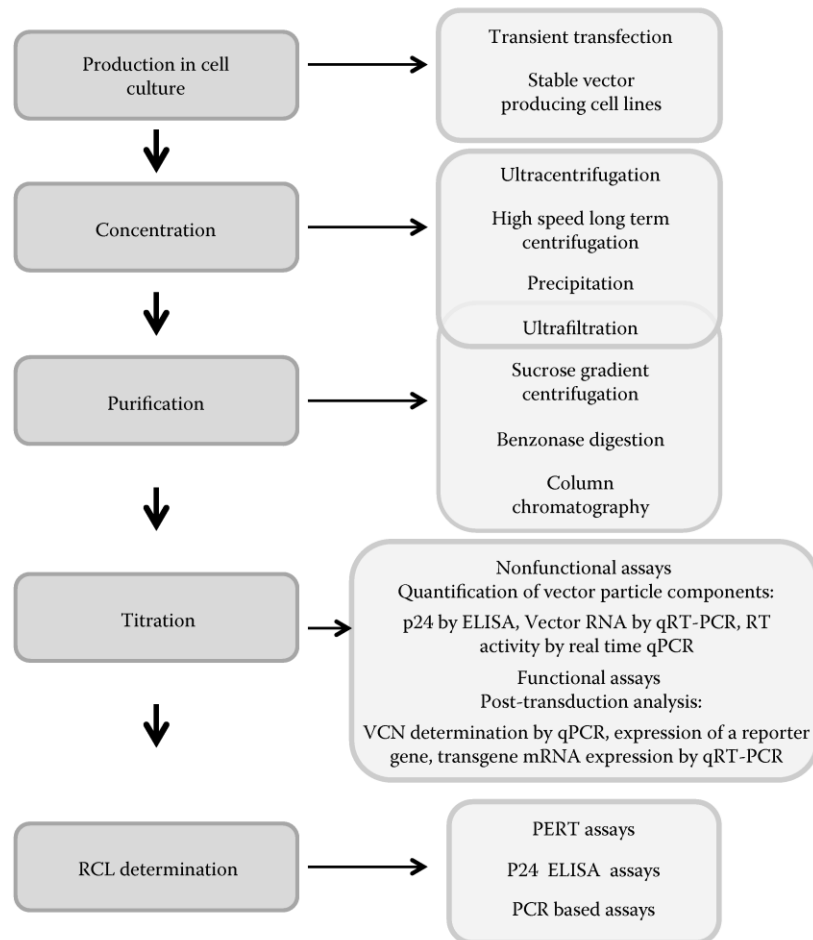 Production in cell
culture
Transient transfection
Stable vector
producing cell lines
Concentration
Ultracentrifugation
High speed long term
centrifugation
Precipitation
Ultrafiltration
Purification
Sucrose gradient
centrifugation
Benzonase digestion
Column
chromatography
Titration
Nonfunctional assays
Quantification of vector particle components:
p24 by ELISA, Vector RNA by qRT-PCR, RT
activity by real time qPCR
Functional assays
Post-transduction analysis:
VCN determination by qPCR, expression of a reporter
gene, transgene mRNA expression by qRT-PCR
RCL determination
PERT assays
P24 ELISA assays
PCR based assays